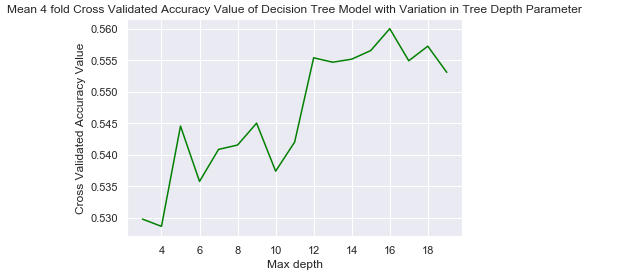 Mean 4 fold Cross Validated Accuracy Value of Decision Tree Model with Variation in Tree Depth Parameter
Cross Validated Accuracy Value
0.560
0.555
0.550
0.545
0.540
0.535
0.530
4 6 8 10 12 14 16 18
Max depth